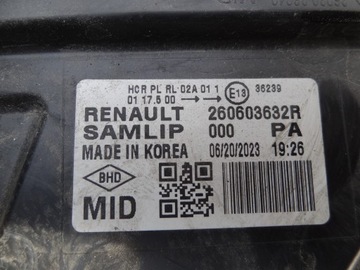 HCR PL RL 02A 01 1 E13 36239
01 17.5 00
RENAULT 260603632R
SAMLIP 000 PA
MADE IN KOREA 06/20/2023 19:26
BHD
MID